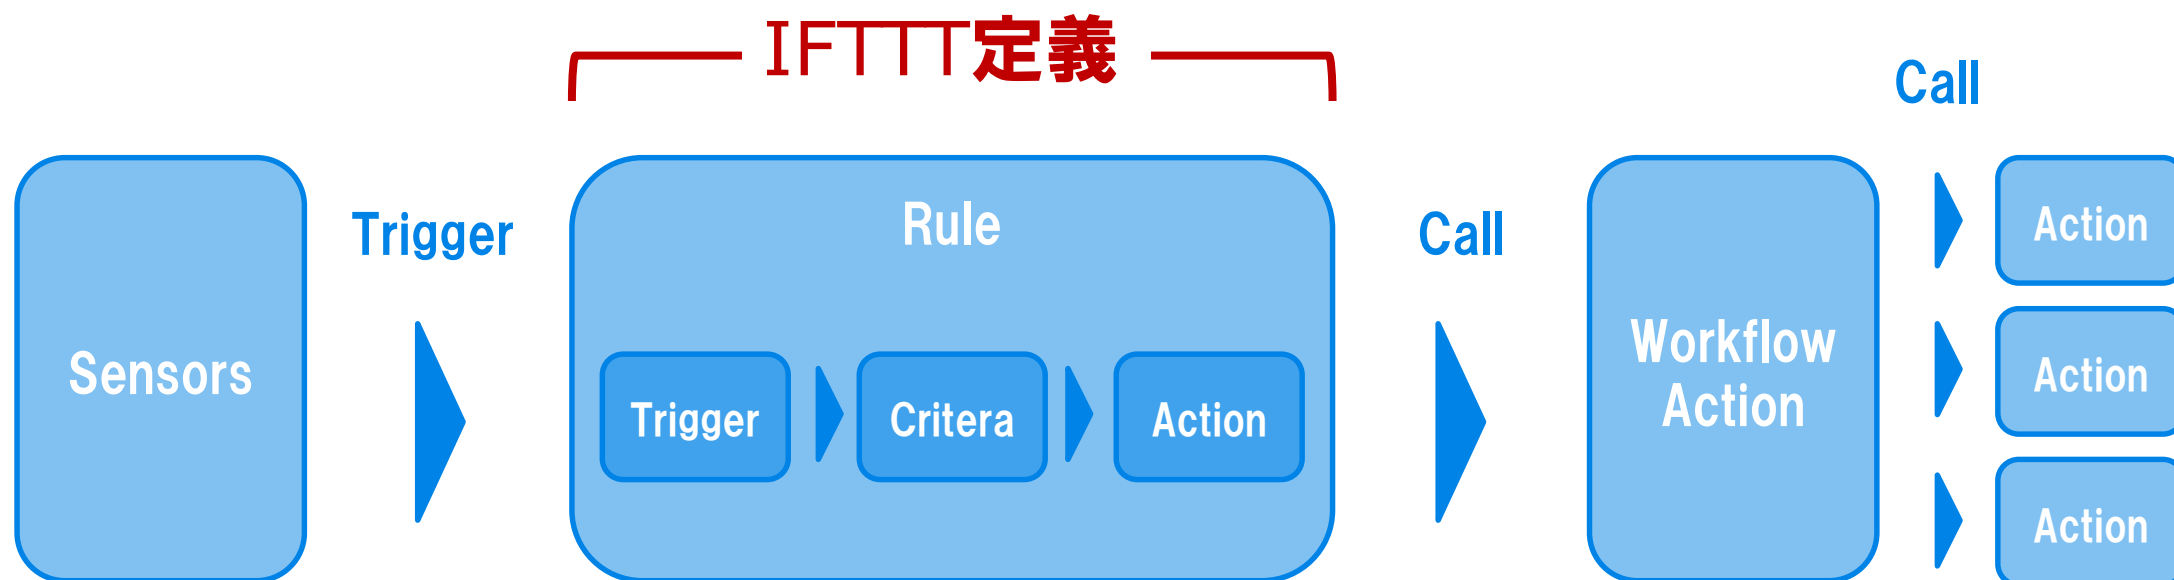 IFTTT定義
Sensors
Trigger
Rule
Trigger
Critera
Action
Call
Workflow
Action
Call
Action
Action
Action